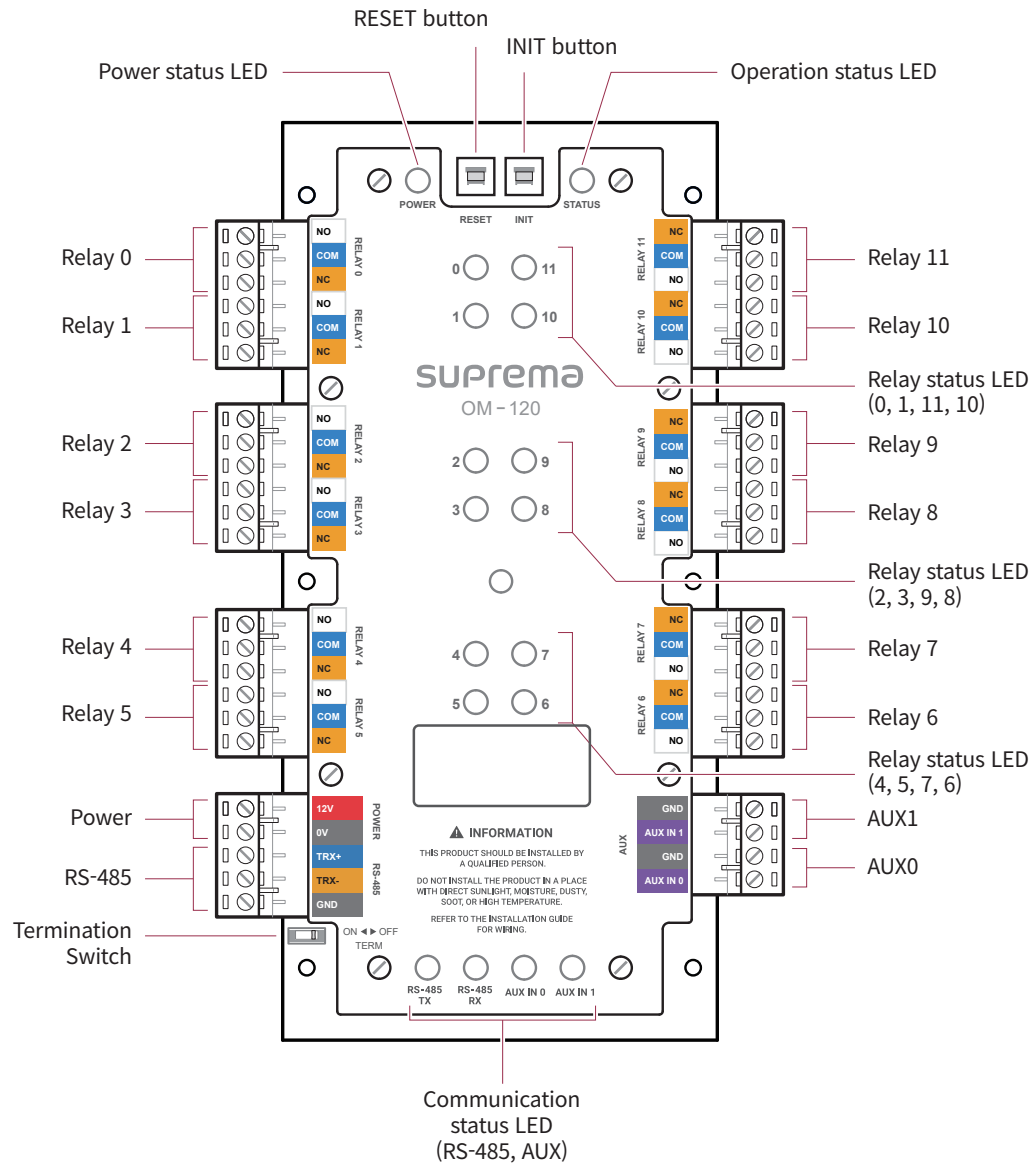 RESET button
INIT button
Power status LED
Operation status LED
POWER
RESET
INIT
STATUS
Relay 0
Relay 1
NO
COM
NC
RELAY 0
NO
COM
NC
RELAY 1
0
11
1
10
NC
COM
NO
RELAY 11
NC
COM
NO
RELAY 10
Relay 11
Relay 10
suprema
OM-120
Relay status LED
(0, 1, 11, 10)
Relay 2
Relay 3
NO
COM
NC
RELAY 2
NO
COM
NC
RELAY 3
2
9
3
8
NC
COM
NO
RELAY 9
NC
COM
NO
RELAY 8
Relay 9
Relay 8
Relay status LED
(2, 3, 9, 8)
Relay 4
Relay 5
NO
COM
NC
RELAY 4
NO
COM
NC
RELAY 5
4
7
5
6
NC
COM
NO
RELAY 7
NC
COM
NO
RELAY 6
Relay 7
Relay 6
Relay status LED
(4, 5, 7, 6)
Power
RS-485
12V
0V
POWER
TRX+
TRX-
GND
RS-485
INFORMATION
THIS PRODUCT SHOULD BE INSTALLED BY
A QUALIFIED PERSON.
DO NOT INSTALL THE PRODUCT IN A PLACE
WITH DIRECT SUNLIGHT, MOISTURE, DUSTY,
SOOT, OR HIGH TEMPERATURE.
REFER TO THE INSTALLATION GUIDE
FOR WIRING.
AUX
GND
AUX IN 1
GND
AUX IN 0
AUX1
AUX0
Termination
Switch
ON ◀ ▶ OFF
TERM
RS-485
TX
RS-485
RX
AUX IN 0
AUX IN 1
Communication
status LED
(RS-485, AUX)